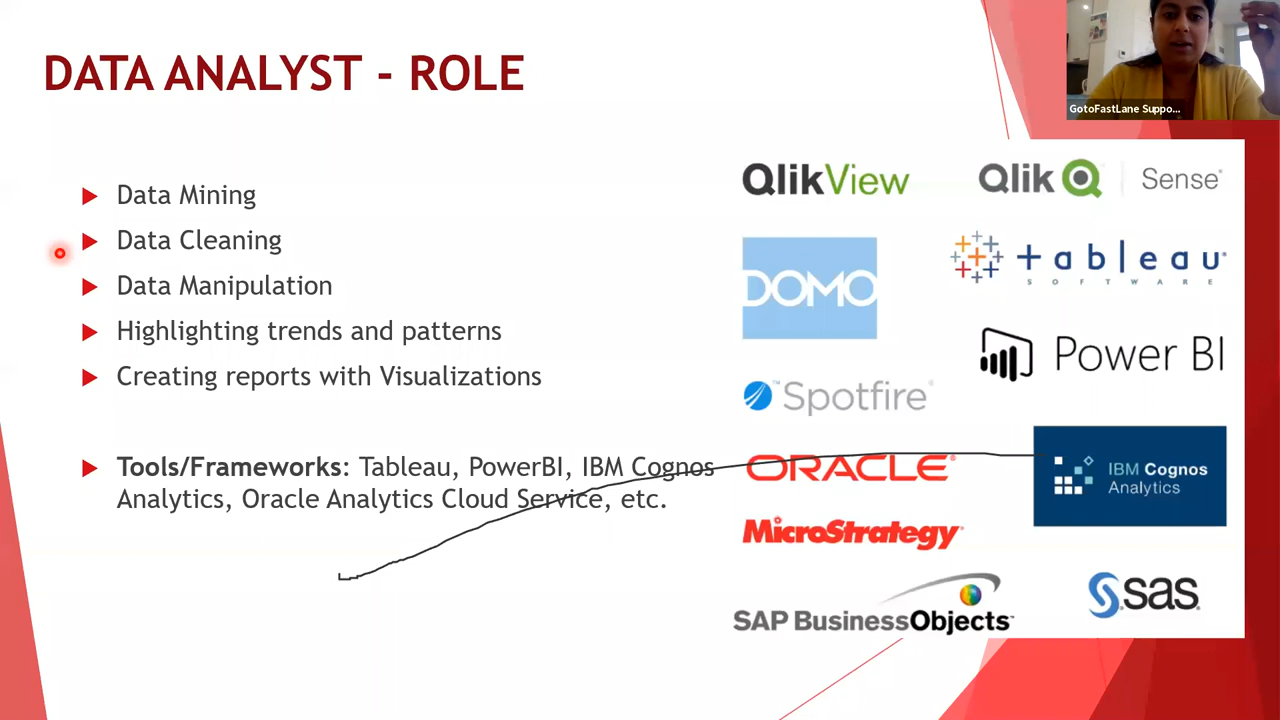 DATA ANALYST - ROLE
GotoFastLane Suppo...
Data Mining
Data Cleaning
Data Manipulation
Highlighting trends and patterns
Creating reports with Visualizations
Tools/Frameworks: Tableau, PowerBI, IBM Cognos
Analytics, Oracle Analytics Cloud Service, etc.
QlikView
Qlik Sense®
DOMO
+ableau®
SOFTWARE
Power BI
Spotfire®
ORACLE®
IBM Cognos
Analytics
MicroStrategy
SAP BusinessObjects™
sas